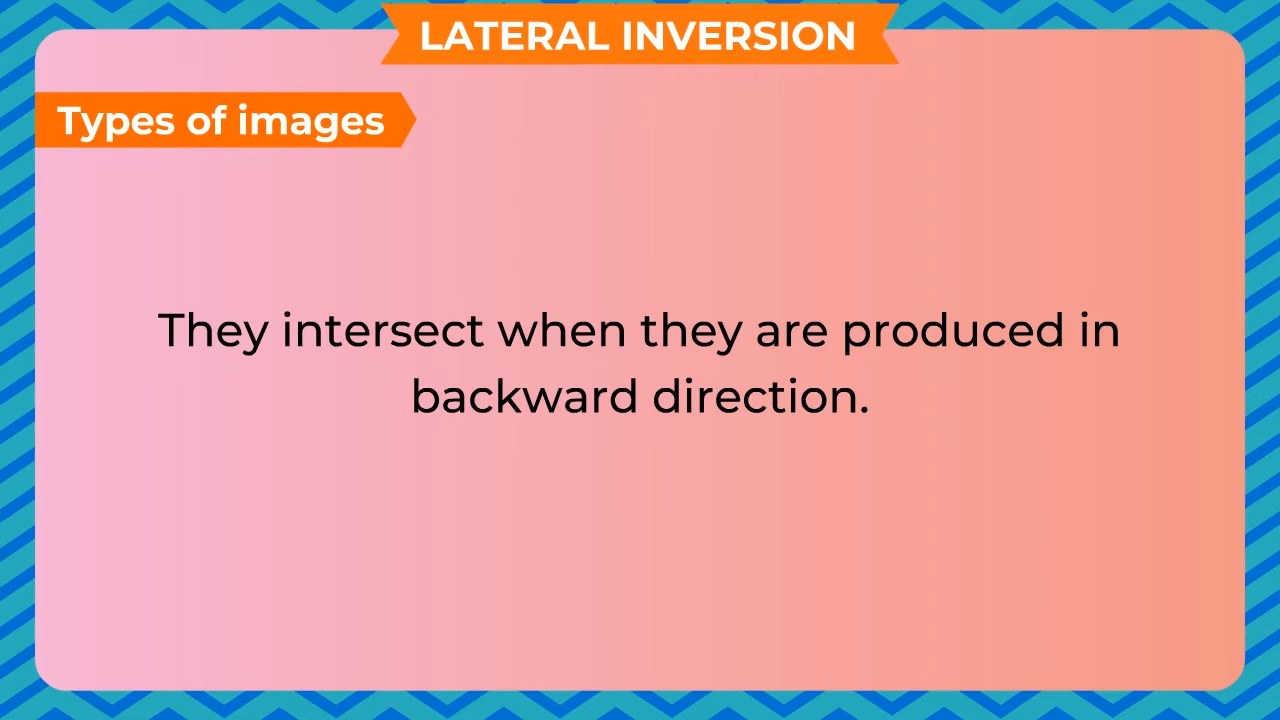 LATERAL INVERSION
Types of images
They intersect when they are produced in
backward direction.